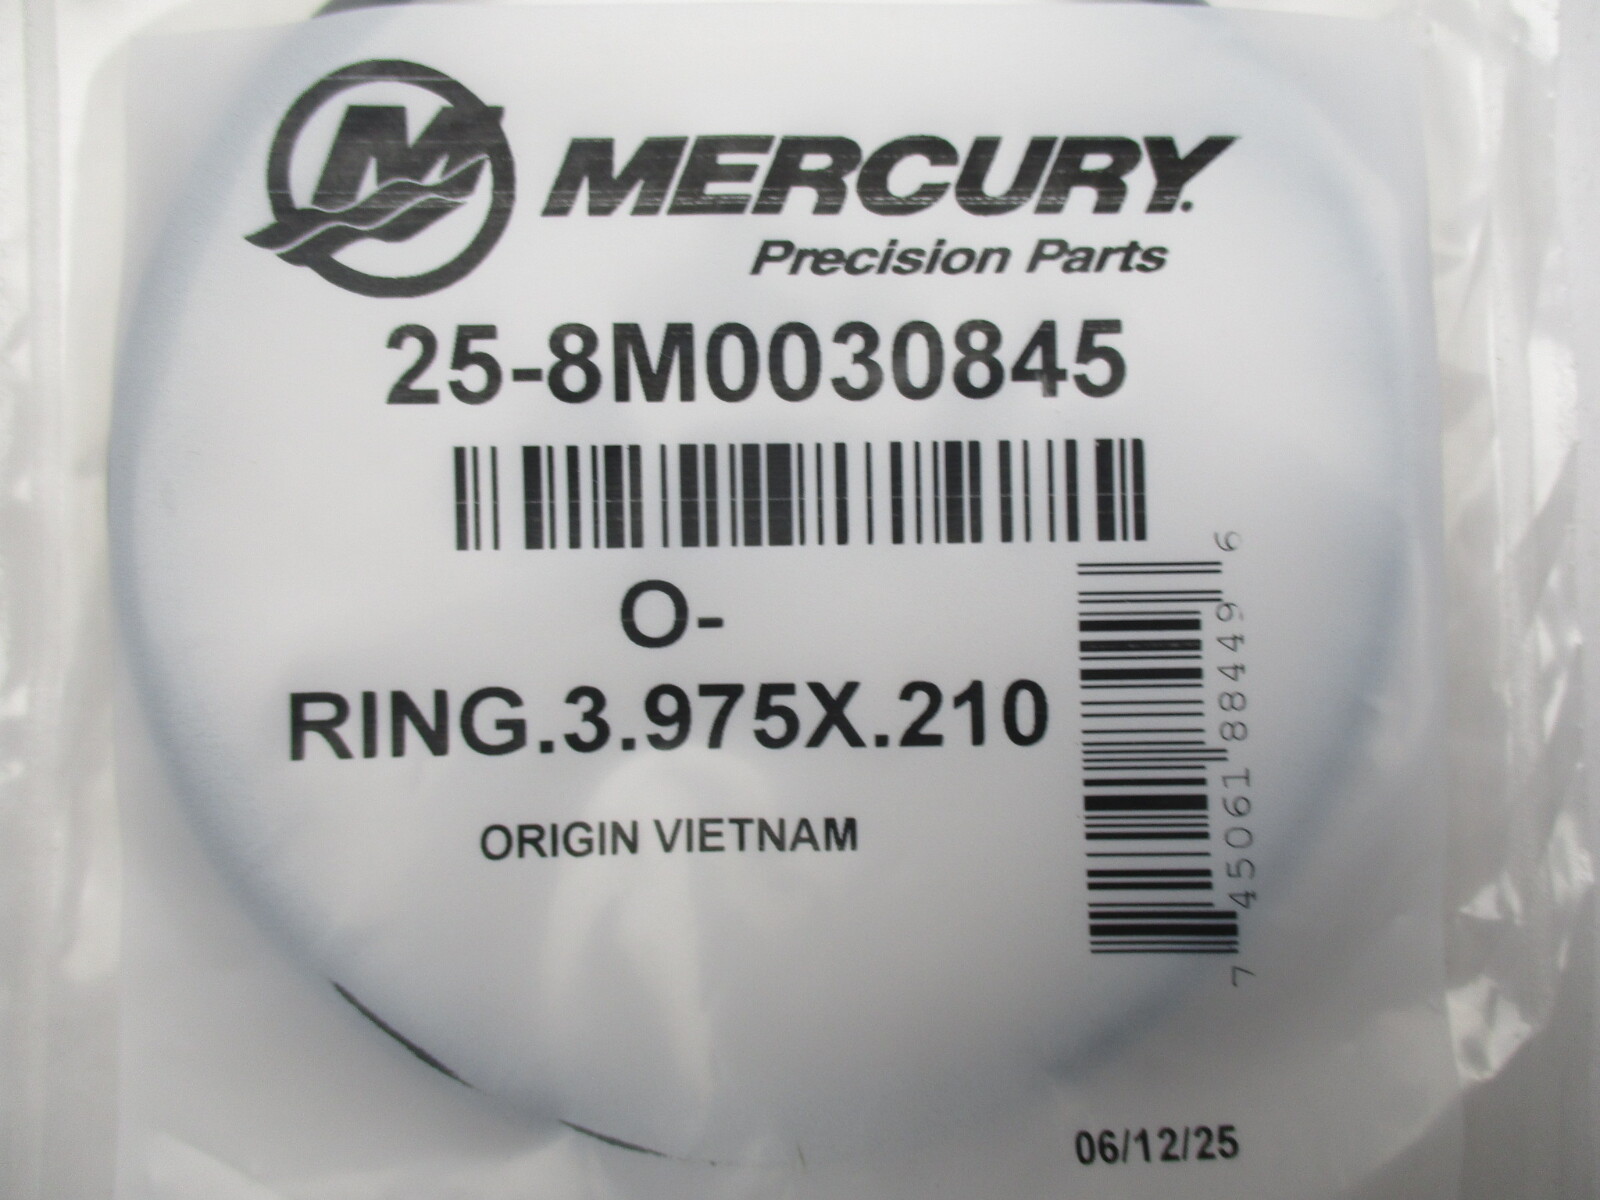 M
MERCURY.
Precision Parts
25-8M0030845
O-
RING.3.975X.210
ORIGIN VIETNAM
7 45061 88449 6
06/12/25